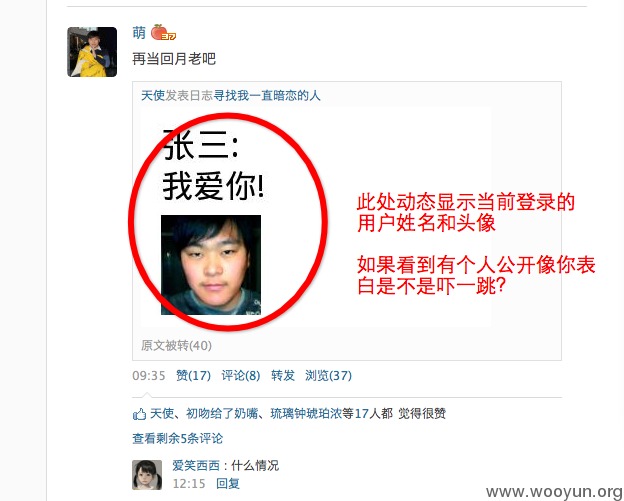 萌
再当回月老吧
天使发表日志寻找我一直暗恋的人
张三:
我爱你!
此处动态显示当前登录的
用户姓名和头像
如果看到有个人公开像你表
白是不是吓一跳?
原文被转(40)
09:35 赞(17) 评论(8) 转发 浏览(37)
天使、初吻给了奶嘴、琉璃钟琥珀浓等17人都 觉得很赞
查看剩余5条评论
爱笑西西：什么情况
12:15 回复
www.wooyun.org